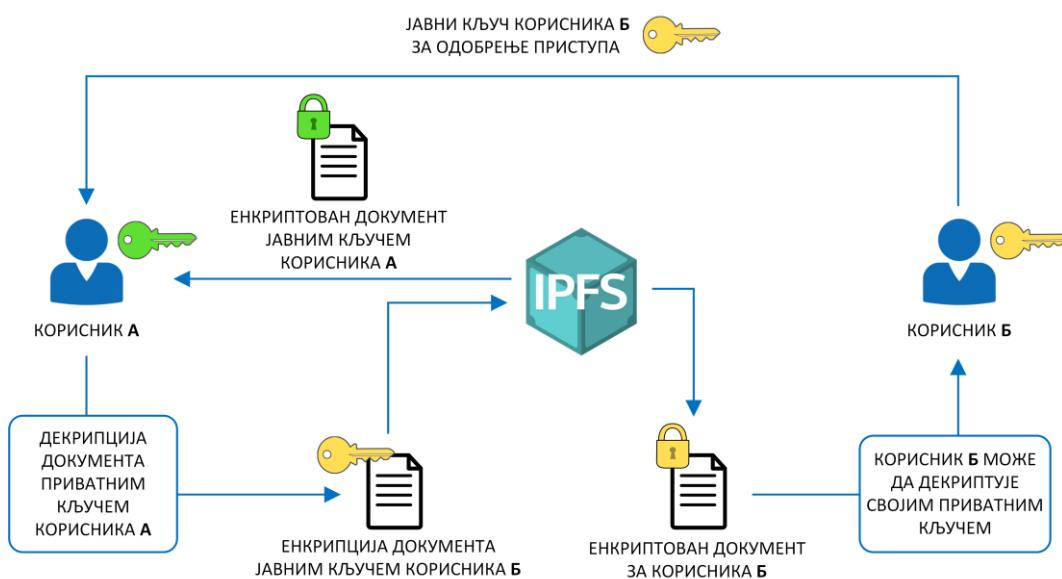 ЈАВНИ КЉУЧ КОРИСНИКА Б
ЗА ОДОБРЕЊЕ ПРИСТУПА
ЕНКРИПТОВАН ДОКУМЕНТ
ЈАВНИМ КЉУЧЕМ
КОРИСНИКА А
IPFS
КОРИСНИК А
КОРИСНИК Б
ДЕКРИПЦИЈА
ДОКУМЕНТА
ПРИВАТНИМ
КЉУЧЕМ
КОРИСНИКА А
ЕНКРИПЦИЈА ДОКУМЕНТА
ЈАВНИМ КЉУЧЕМ КОРИСНИКА Б
ЕНКРИПТОВАН ДОКУМЕНТ
ЗА КОРИСНИКА Б
КОРИСНИК Б МОЖЕ
ДА ДЕКРИПТУЈЕ
СВОЈИМ ПРИВАТНИМ
КЉУЧЕМ